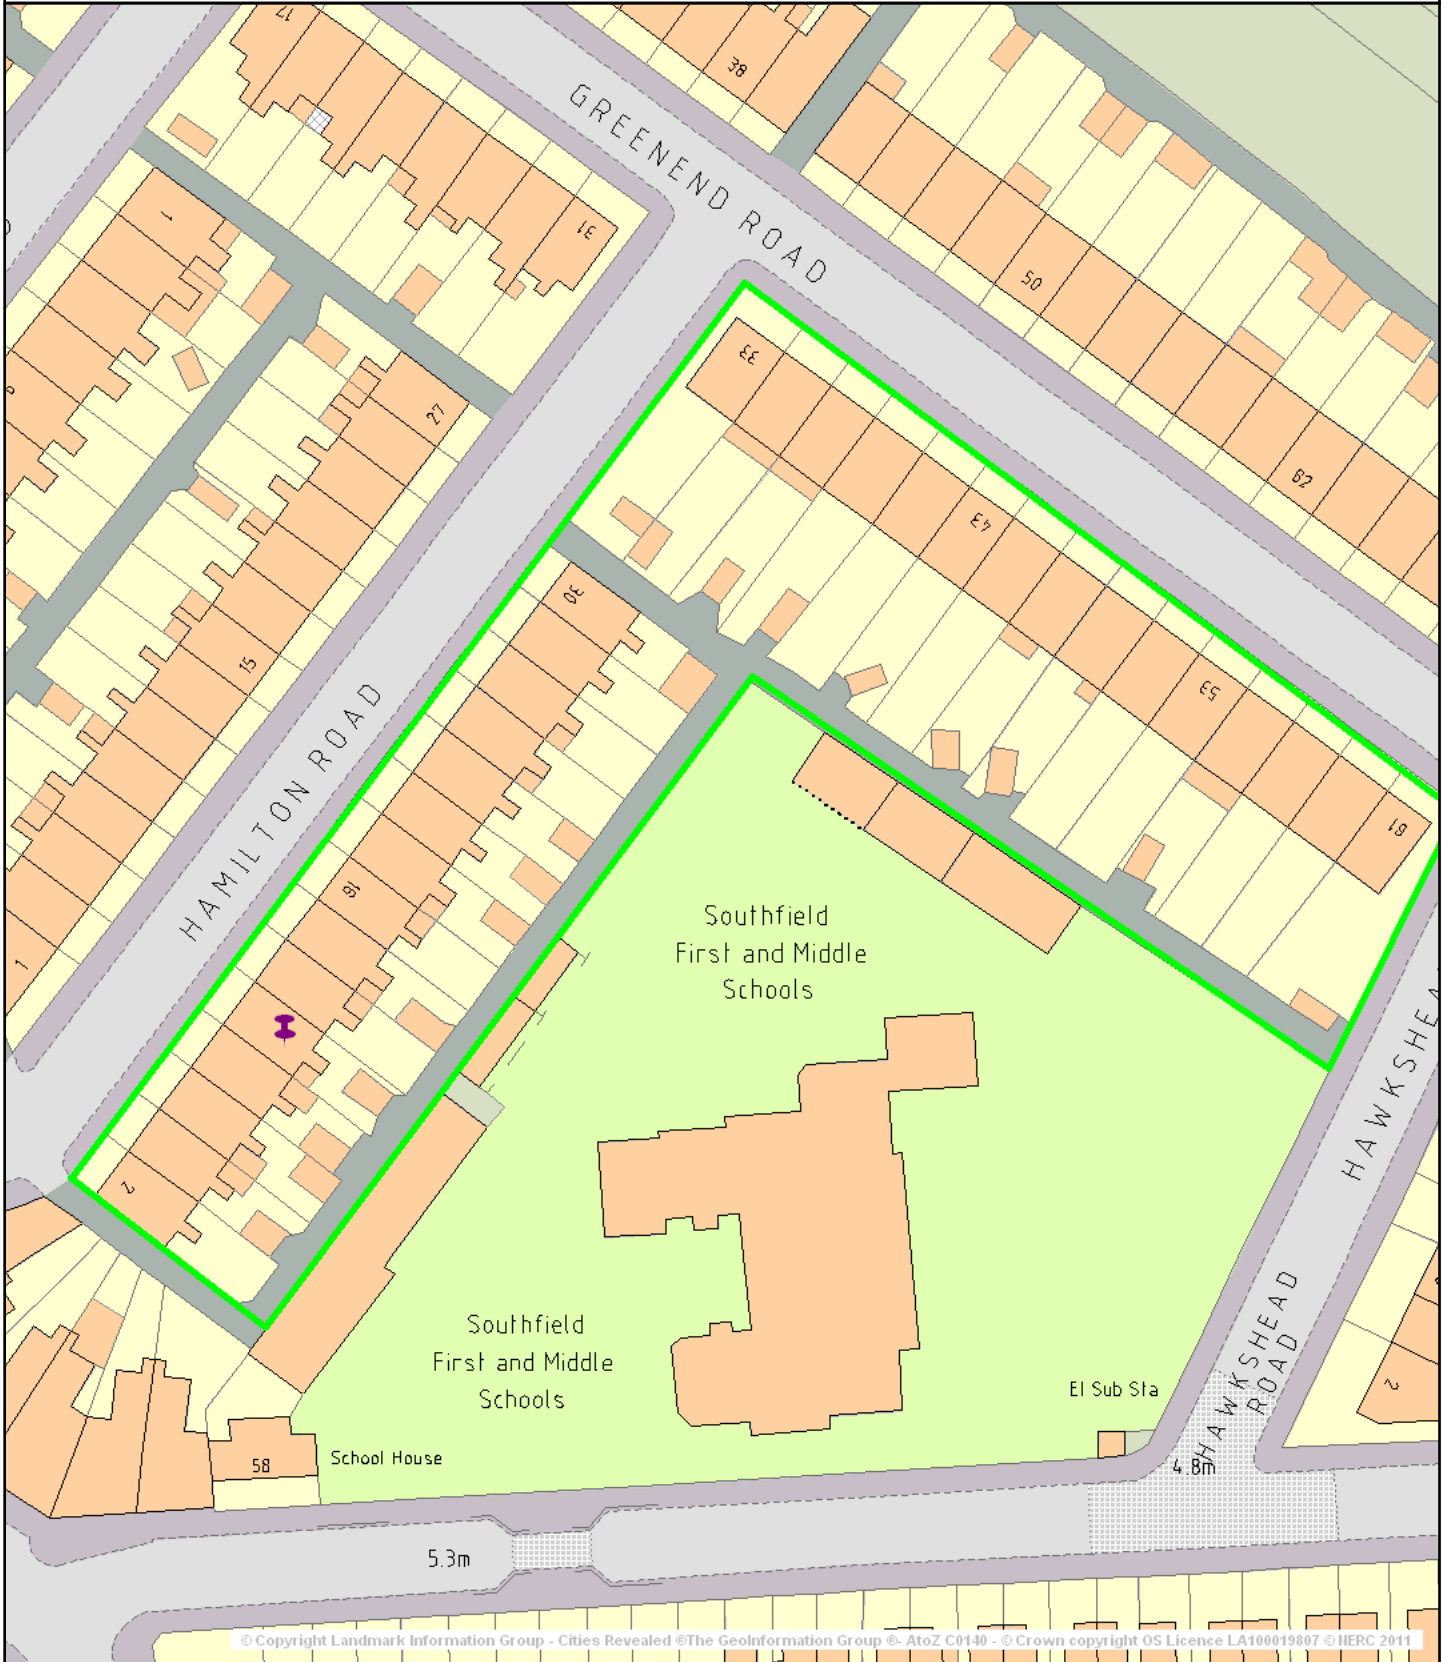 17
38
GREENEND ROAD
1
31
50
33
27
62
43
30
15
53
HAMILTON ROAD
61
16
Southfield
First and Middle
Schools
1
HAWKSHEA
2
Southfield
First and Middle
Schools
HAWKSHEAD
ROAD
El Sub Sta
2
58
School House
4.8m
5.3m
© Copyright Landmark Information Group - Cities Revealed ©The GeoInformation Group ©- AtoZ C0140 - © Crown copyright OS Licence LA100019807 © NERC 2011